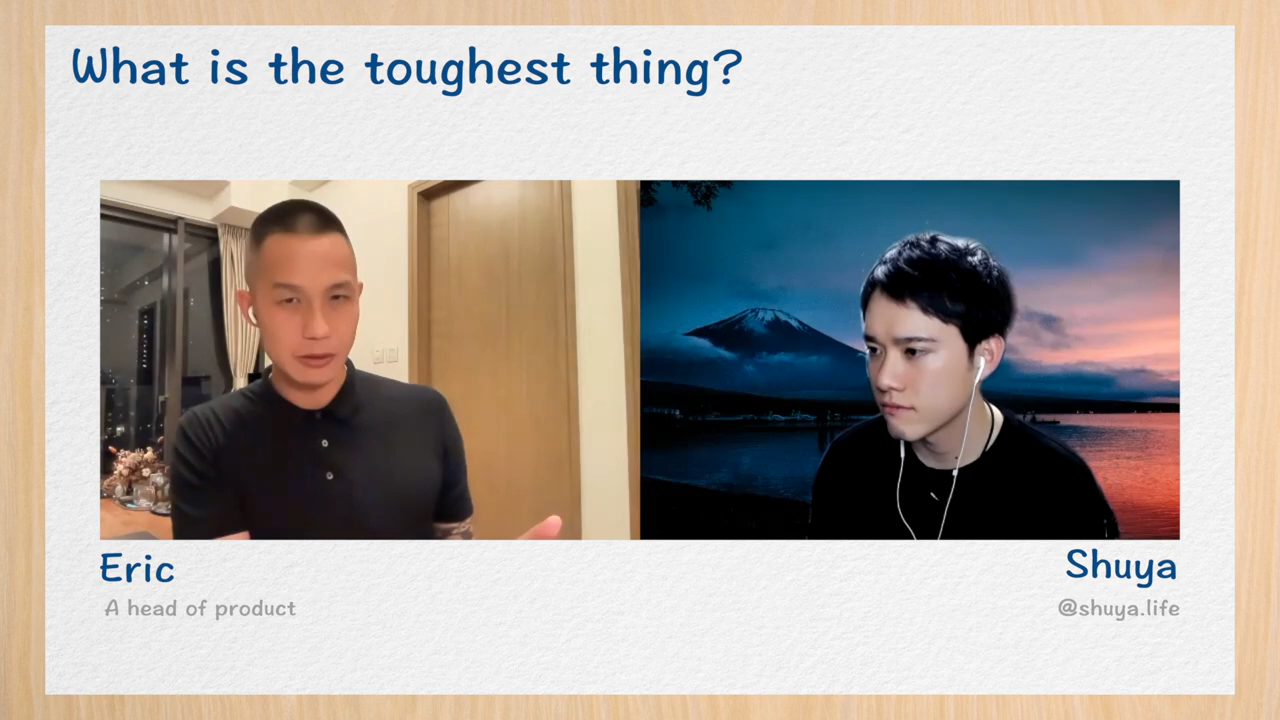 What is the toughest thing?
Eric
Shuya
A head of product
@shuya.life